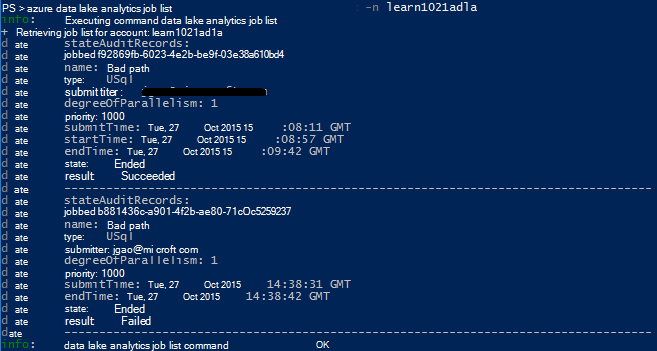 PS > azure data lake analytics job list -n learn1021adla
info: Executing command data lake analytics job list
+ Retrieving job list for account: learn1021ad1a
d ate stateAuditRecords:
d ate jobbed f92869fb-6023-4e2b-be9f-03e38a610bd4
d ate name: Bad path
d ate type: USql
d ate submit titer :
d ate degreeOfParallelism: 1
d ate priority: 1000
d ate submitTime: Tue, 27 Oct 2015 15 :08:11 GMT
d ate startTime: Tue, 27 Oct 2015 15 :08:57 GMT
d ate endTime: Tue, 27 Oct 2015 15 :09:42 GMT
d ate state: Ended
d ate result: Succeeded
d ate ------------------------------------------------------------------------
d ate stateAuditRecords:
d ate jobbed b881436c-a901-4f2b-ae80-71cOc5259237
d ate name: Bad path
d ate type: USql
d ate submitter: jgao@mi croft com
d ate degreeOfParallelism: 1
d ate priority: 1000
d ate submitTime: Tue, 27 Oct 2015 14:38:31 GMT
d ate endTime: Tue, 27 Oct 2015 14:38:42 GMT
d ate state: Ended
d ate result: Failed
d ate ------------------------------------------------------------------------
info: data lake analytics job list command OK